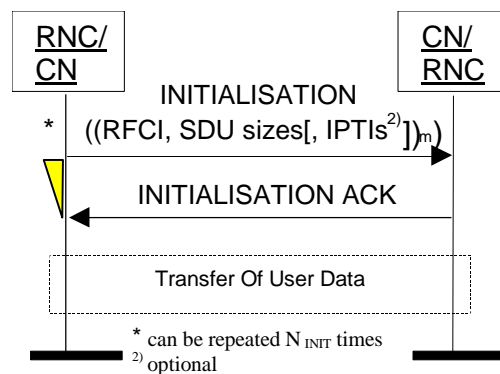 RNC/
CN
CN/
RNC
INITIALISATION
* ((RFCI, SDU sizes[, IPTIs2)])m)
INITIALISATION ACK
Transfer Of User Data
* can be repeated N INIT times
2) optional